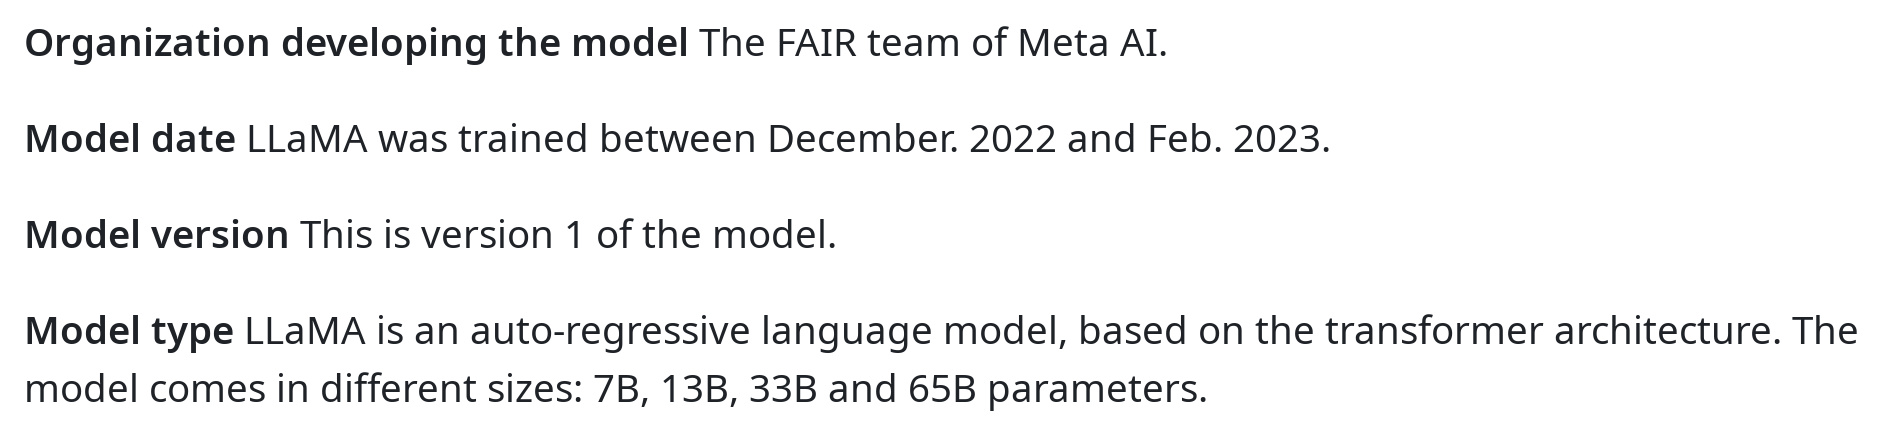 Organization developing the model The FAIR team of Meta AI.
Model date LLaMA was trained between December. 2022 and Feb. 2023.
Model version This is version 1 of the model.
Model type LLaMA is an auto-regressive language model, based on the transformer architecture. The
model comes in different sizes: 7B, 13B, 33B and 65B parameters.